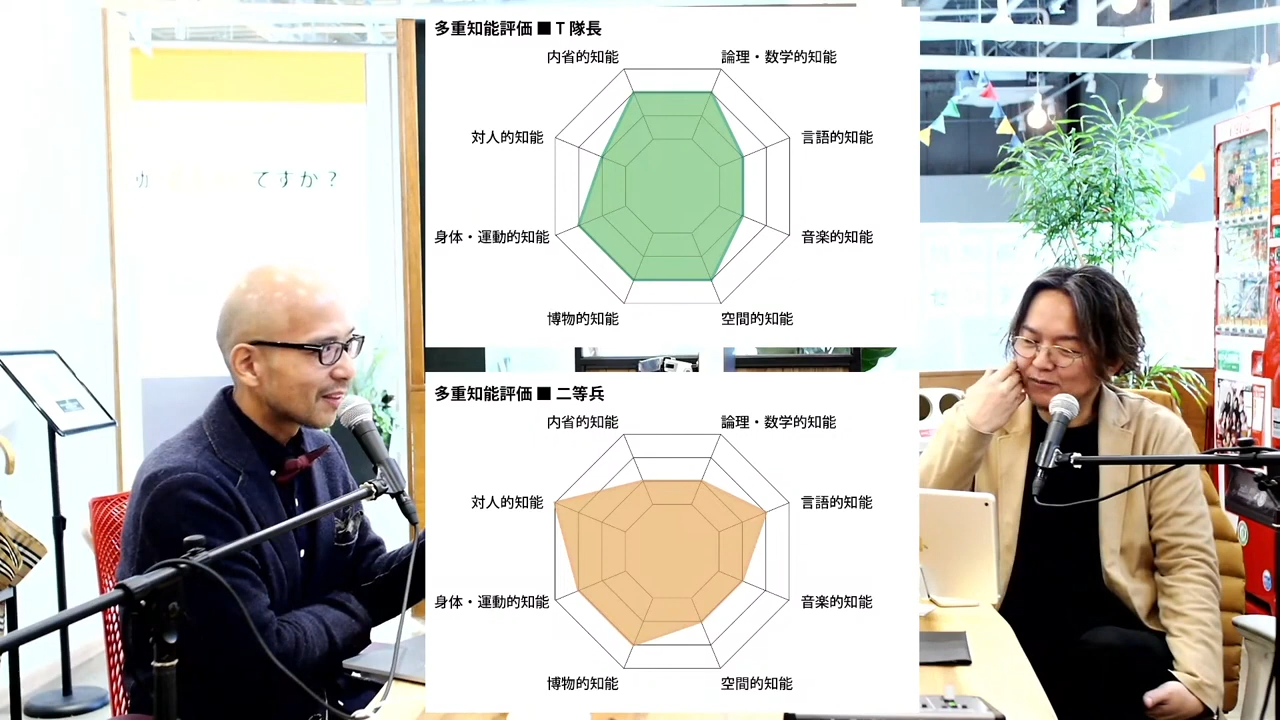 多重知能評価 ■ T 隊長
内省的知能
論理・数学的知能
対人的知能
言語的知能
身体・運動的知能
音楽的知能
博物的知能
空間的知能
ですか？
多重知能評価 ■ 二等兵
内省的知能
論理・数学的知能
対人的知能
言語的知能
身体・運動的知能
音楽的知能
博物的知能
空間的知能